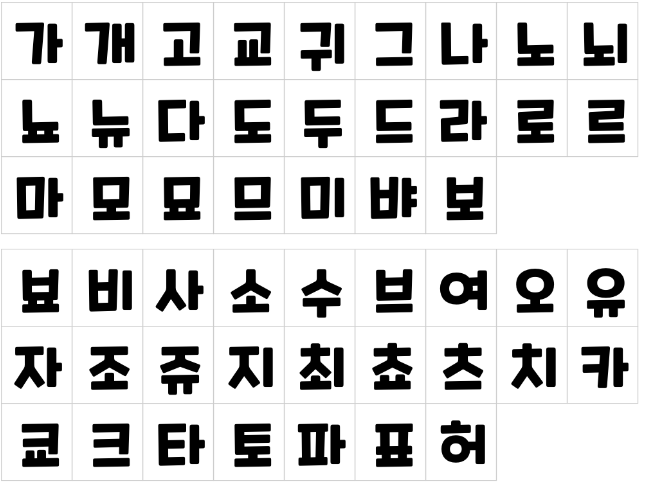 가 개 고 교 귀 그 나 노 뇌
뇨 뉴 다 도 두 드 라 로 르
마 모 묘 므 미 뱌 보
뵤 비 사 소 수 브 여 오 유
자 조 쥬 지 최 쵸 츠 치 카
쿄 크 타 토 파 표 허